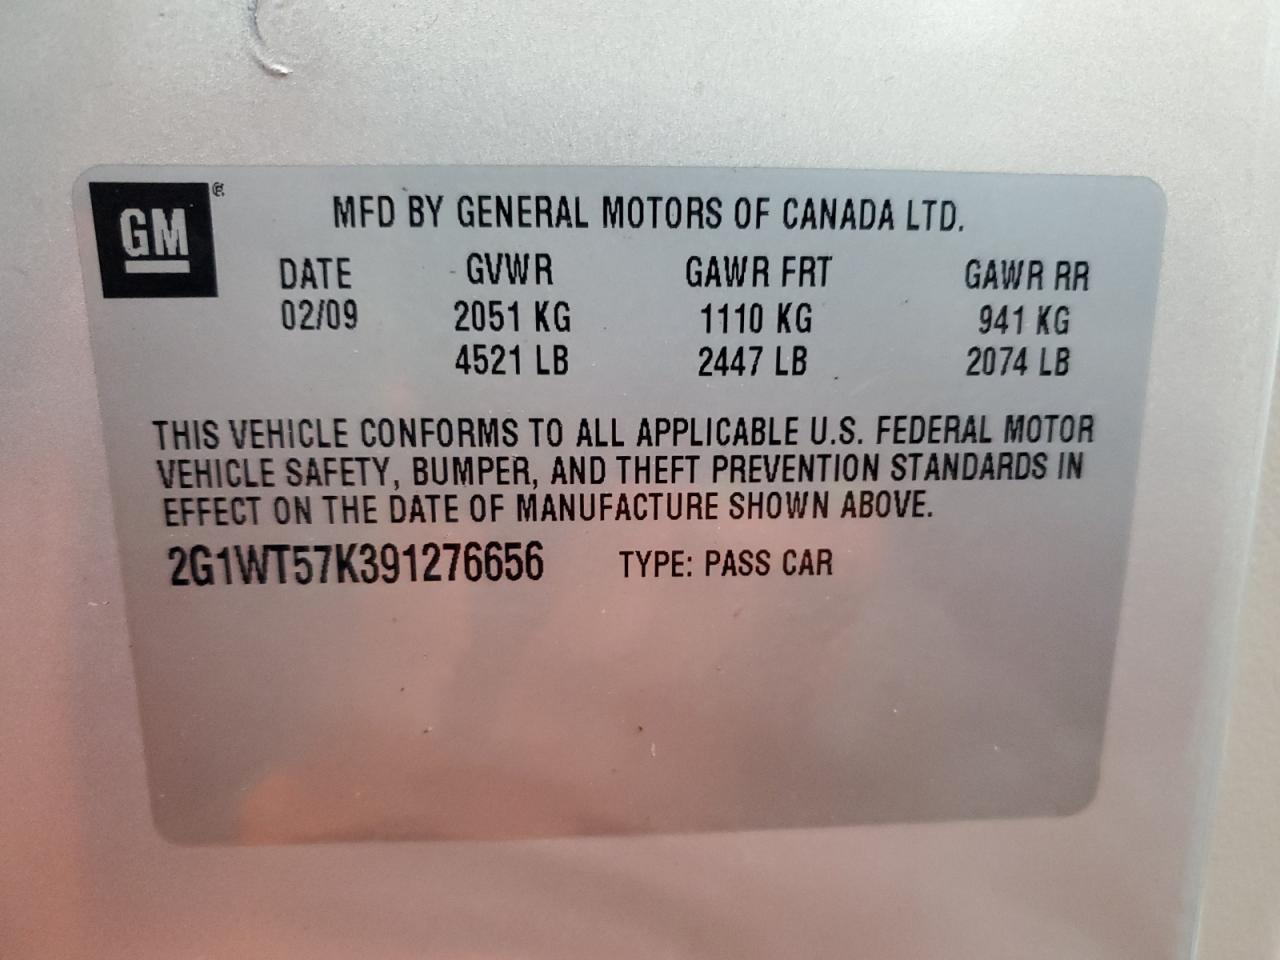 GM®
MFD BY GENERAL MOTORS OF CANADA LTD.
DATE GVWR GAWR FRT GAWR RR
02/09 2051 KG 1110 KG 941 KG
4521 LB 2447 LB 2074 LB
THIS VEHICLE CONFORMS TO ALL APPLICABLE U.S. FEDERAL MOTOR
VEHICLE SAFETY, BUMPER, AND THEFT PREVENTION STANDARDS IN
EFFECT ON THE DATE OF MANUFACTURE SHOWN ABOVE.
2G1WT57K391276656 TYPE: PASS CAR